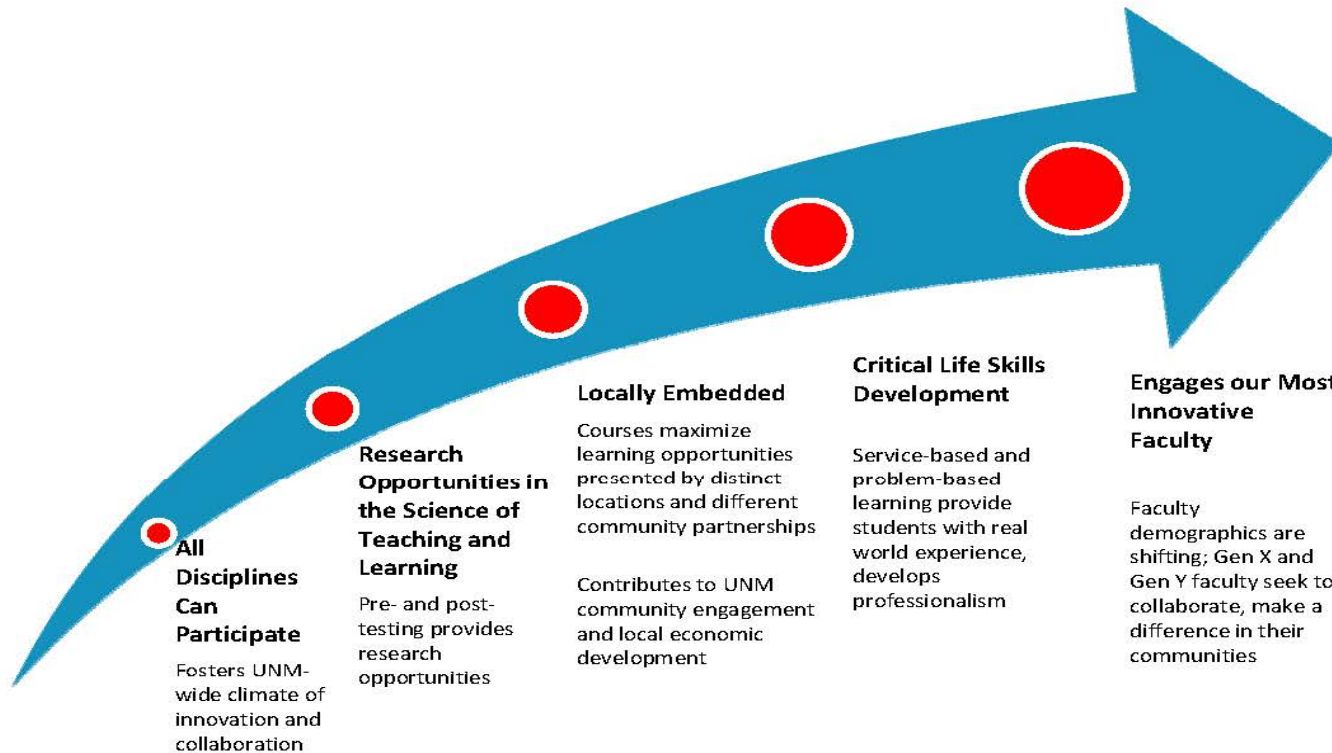 All
Disciplines
Can
Participate
Fosters UNM-
wide climate of
innovation and
collaboration
Research
Opportunities in
the Science of
Teaching and
Learning
Pre- and post-
testing provides
research
opportunities
Locally Embedded
Courses maximize
learning opportunities
presented by distinct
locations and different
community partnerships
Contributes to UNM
community engagement
and local economic
development
Critical Life Skills
Development
Service-based and
problem-based
learning provide
students with real
world experience,
develops
professionalism
Engages our Most
Innovative
Faculty
Faculty
demographics are
shifting; Gen X and
Gen Y faculty seek to
collaborate, make a
difference in their
communities